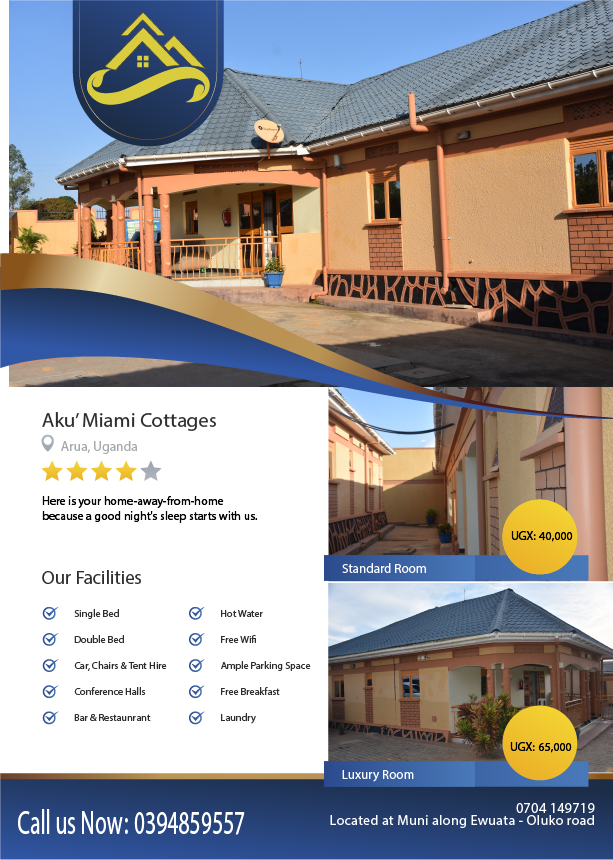 Aku' Miami Cottages
Arua, Uganda
Here is your home-away-from-home
because a good night's sleep starts with us.
Our Facilities
Single Bed
Double Bed
Car, Chairs & Tent Hire
Conference Halls
Bar & Restaunrant
Hot Water
Free Wifi
Ample Parking Space
Free Breakfast
Laundry
UGX: 40,000
Standard Room
UGX: 65,000
Luxury Room
Call us Now: 0394859557
0704 149719
Located at Muni along Ewuata - Oluko road